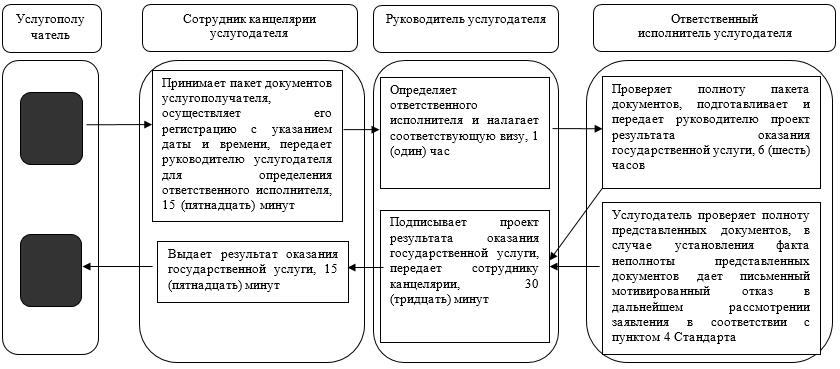 Услугополу
чатель
Сотрудник канцелярии
услугодателя
Руководитель услугодателя
Ответственный
исполнитель услугодателя
Принимает пакет документов
услугополучателя,
осуществляет его
регистрацию с указанием
даты и времени, передает
руководителю услугодателя
для определения
ответственного исполнителя,
15 (пятнадцать) минут
Определяет
ответственного
исполнителя и налагает
соответствующую визу, 1
(один) час
Проверяет полноту пакета
документов, подготавливает и
передает руководителю проект
результата оказания
государственной услуги, 6 (шесть)
часов
Выдает результат оказания
государственной услуги, 15
(пятнадцать) минут
Подписывает проект
результата оказания
государственной услуги,
передает сотруднику
канцелярии, 30
(тридцать) минут
Услугодатель проверяет полноту
представленных документов, в
случае установления факта
неполноты представленных
документов дает письменный
мотивированный отказ в
дальнейшем рассмотрении
заявления в соответствии с
пунктом 4 Стандарта